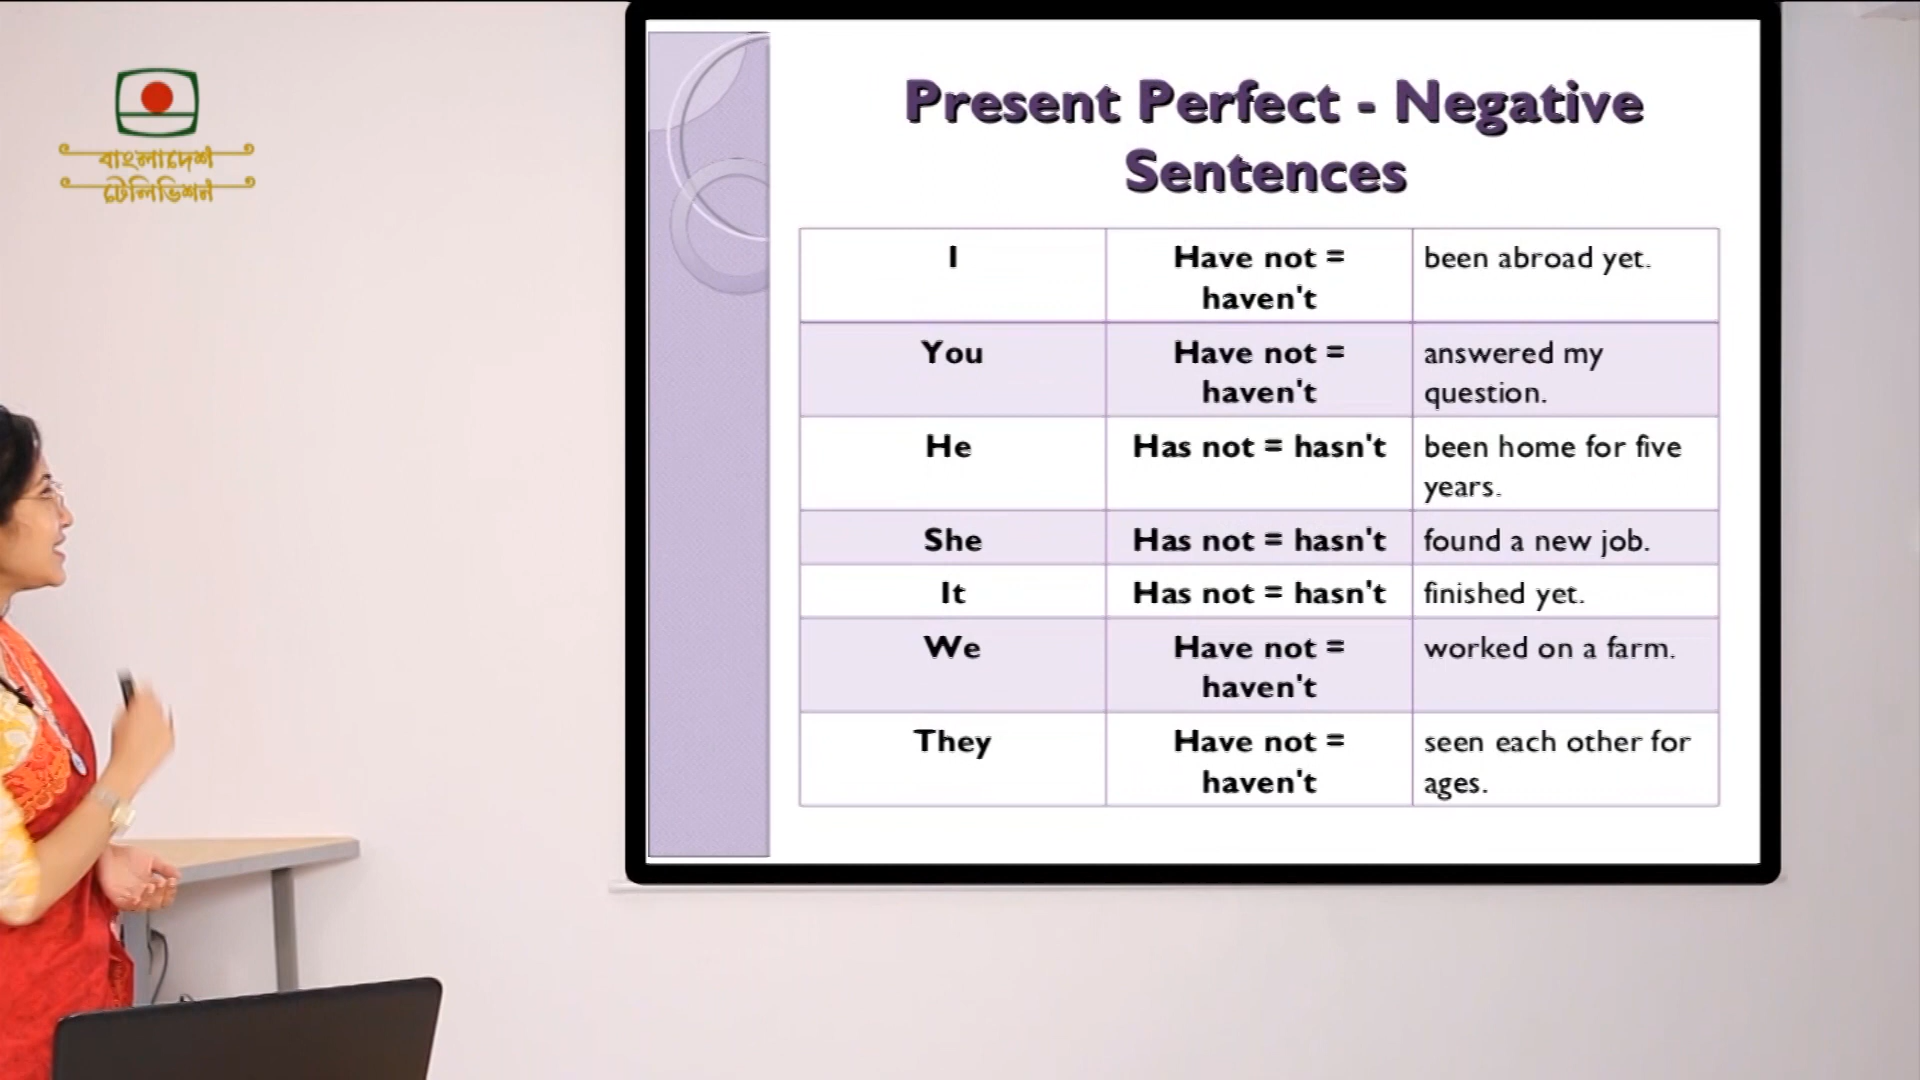 বাংলাদেশ
টেলিভিশন
Present Perfect - Negative
Sentences
I Have not = been abroad yet.
haven't
You Have not = answered my
haven't question.
He Has not = hasn't been home for five
years.
She Has not = hasn't found a new job.
It Has not = hasn't finished yet.
We Have not = worked on a farm.
haven't
They Have not = seen each other for
haven't ages.